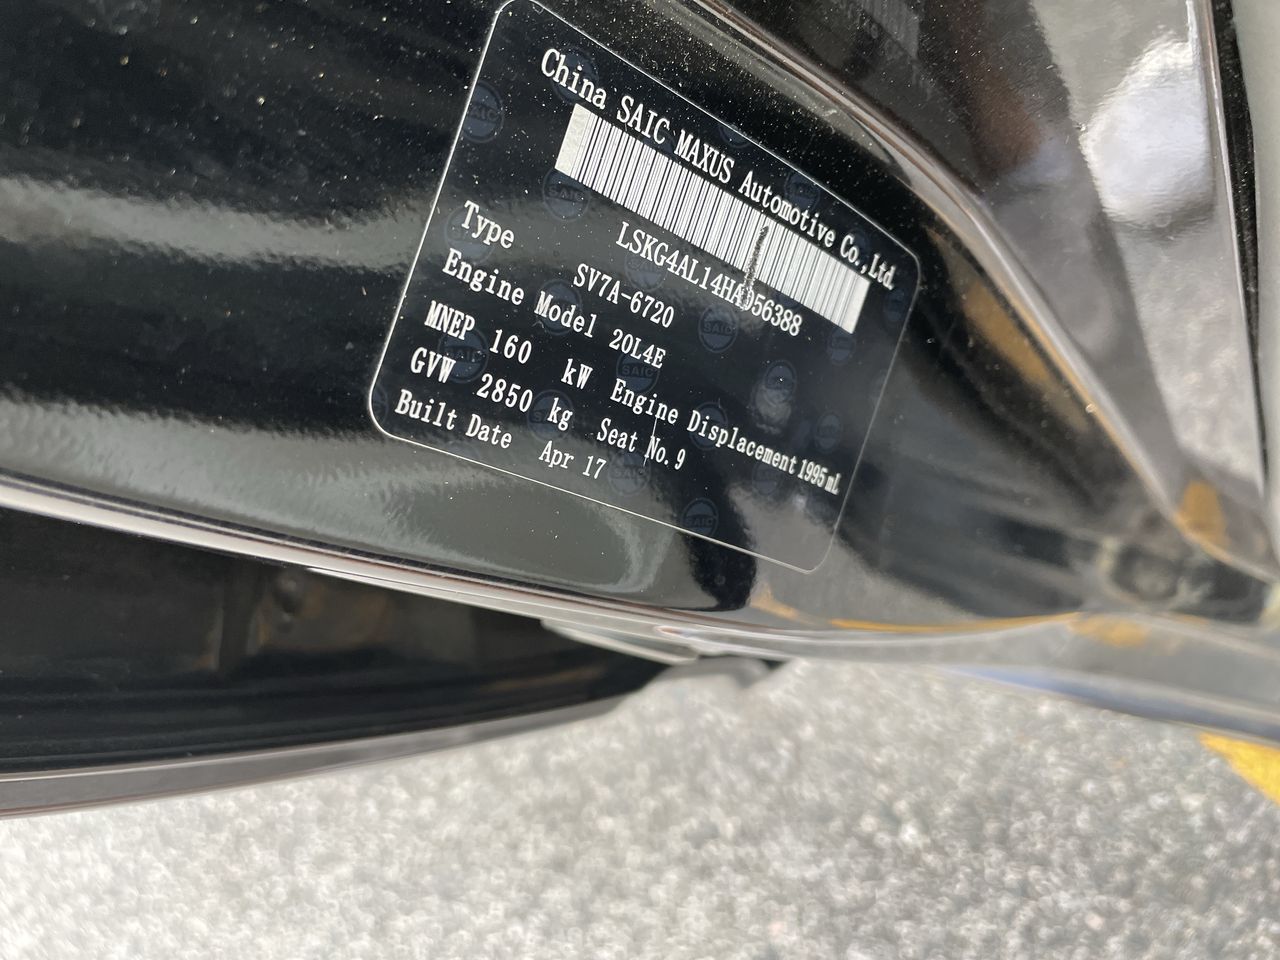 China SAIC MAXUS Automotive Co.,Ltd.
LSKG4AL14HA056388
Type SV7A-6720
Engine Model 20L4E
MNEP 160 kW Engine Displacement 1995 mL
GVW 2850 kg Seat No. 9
Built Date Apr 17